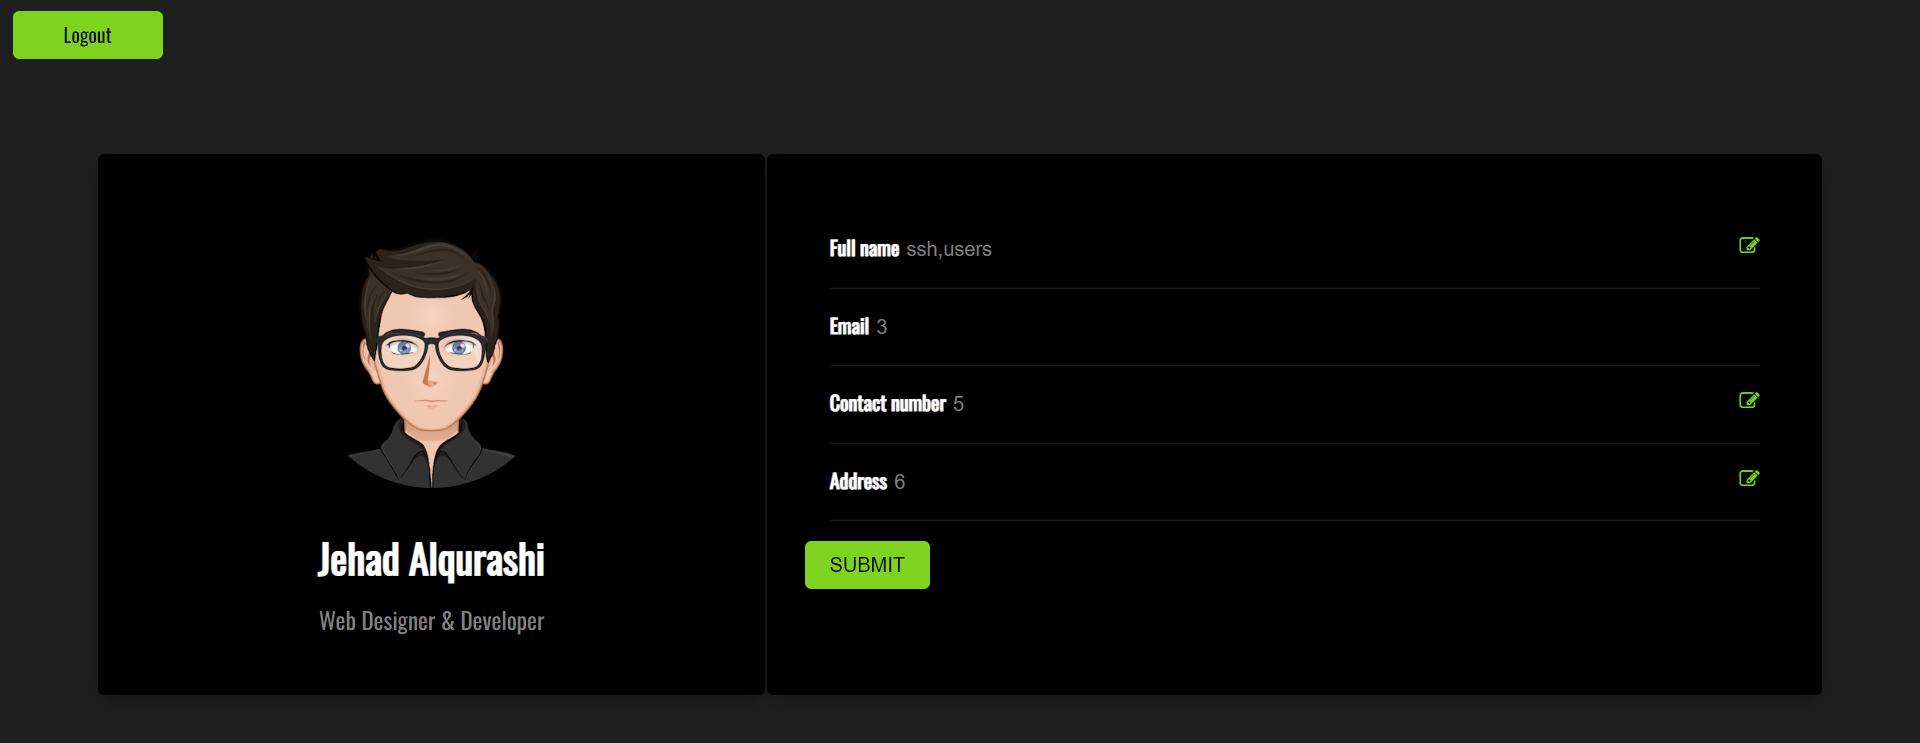 Logout
Jehad Alqurashi
Web Designer & Developer
Full name ssh,users
Email 3
Contact number 5
Address 6
SUBMIT